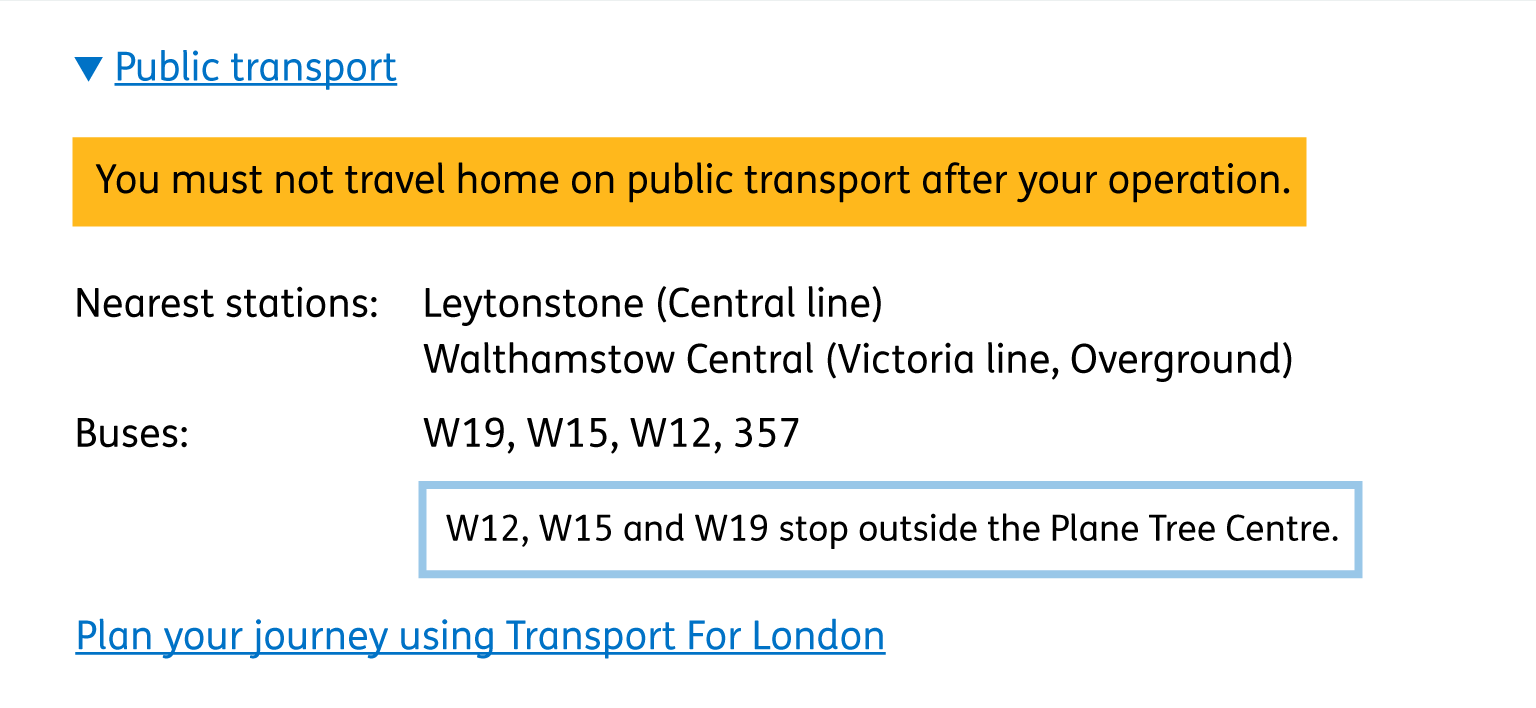 Public transport
You must not travel home on public transport after your operation.
Nearest stations: Leytonstone (Central line)
Walthamstow Central (Victoria line, Overground)
Buses: W19, W15, W12, 357
W12, W15 and W19 stop outside the Plane Tree Centre.
Plan your journey using Transport For London